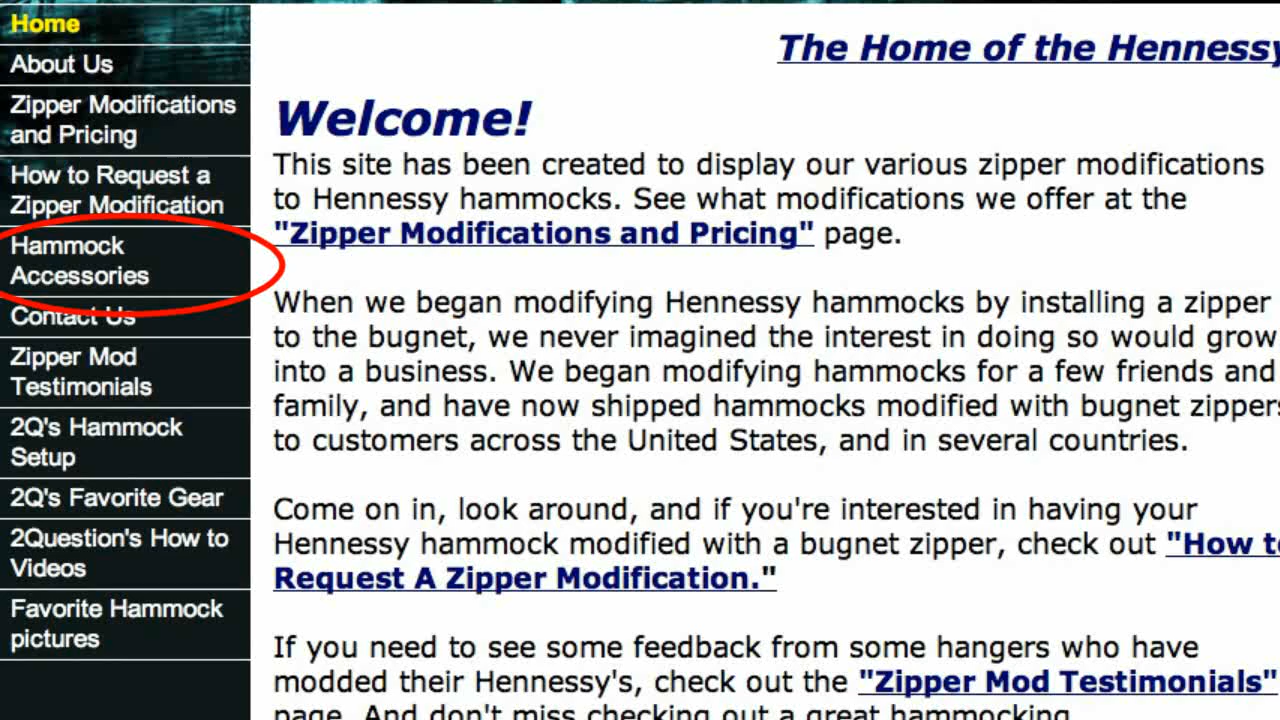 Home
About Us
Zipper Modifications
and Pricing
How to Request a
Zipper Modification
Hammock
Accessories
Contact Us
Zipper Mod
Testimonials
2Q's Hammock
Setup
2Q's Favorite Gear
2Question's How to
Videos
Favorite Hammock
pictures
The Home of the Hennessy
Welcome!
This site has been created to display our various zipper modifications
to Hennessy hammocks. See what modifications we offer at the
"Zipper Modifications and Pricing" page.
When we began modifying Hennessy hammocks by installing a zipper
to the bugnet, we never imagined the interest in doing so would grow
into a business. We began modifying hammocks for a few friends and
family, and have now shipped hammocks modified with bugnet zippers
to customers across the United States, and in several countries.
Come on in, look around, and if you're interested in having your
Hennessy hammock modified with a bugnet zipper, check out "How to
Request A Zipper Modification."
If you need to see some feedback from some hangers who have
modded their Hennessy's, check out the "Zipper Mod Testimonials"
page. And don't miss checking out a great hammocking